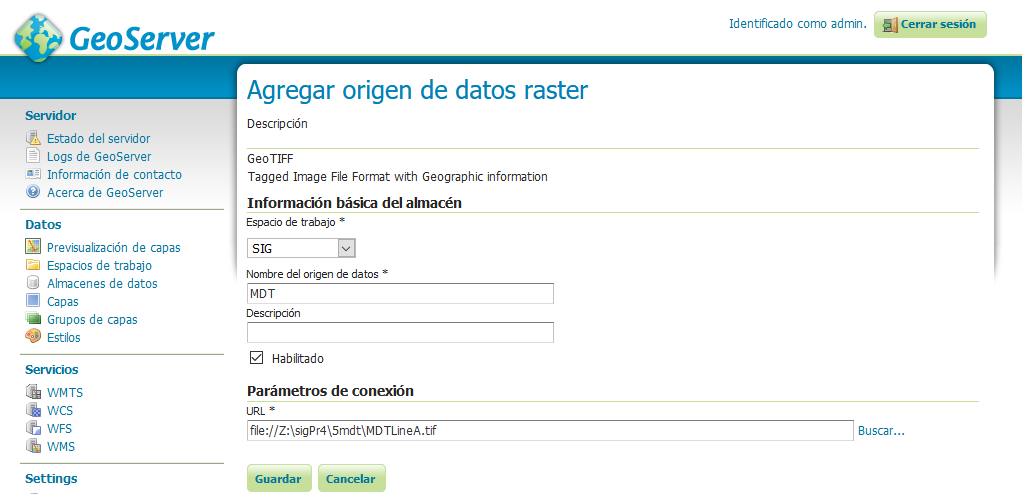 GeoServer
Identificado como admin.
Cerrar sesión
Servidor
Estado del servidor
Logs de GeoServer
Información de contacto
Acerca de GeoServer
Datos
Previsualización de capas
Espacios de trabajo
Almacenes de datos
Capas
Grupos de capas
Estilos
Servicios
WMTS
WCS
WFS
WMS
Settings
Agregar origen de datos raster
Descripción
GeoTIFF
Tagged Image File Format with Geographic information
Información básica del almacén
Espacio de trabajo *
SIG
Nombre del origen de datos *
MDT
Descripción
Habilitado
Parámetros de conexión
URL *
file://Z:\sigPr4\5mdt\MDTLineA.tif
Buscar...
Guardar
Cancelar